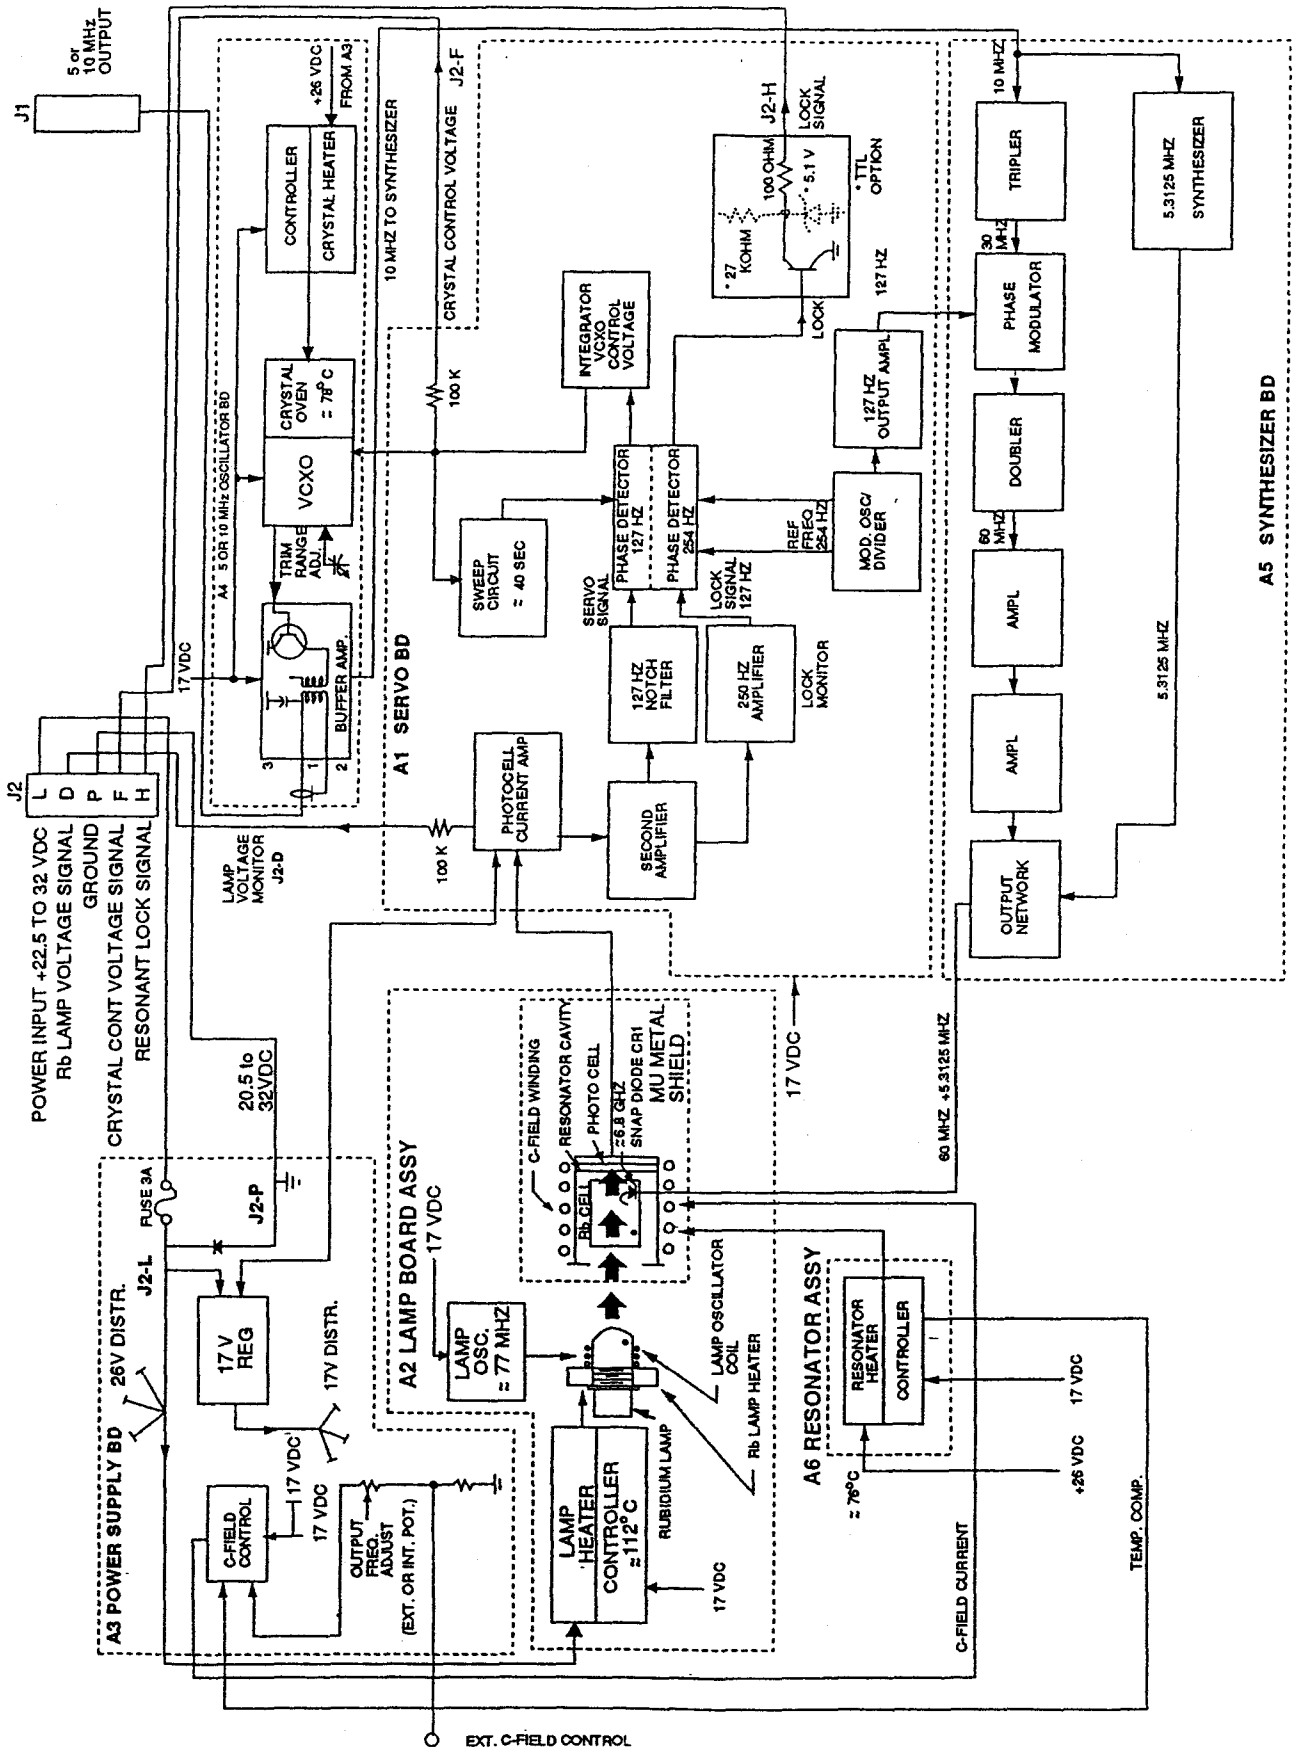 J1
5 or
10 MHz
OUTPUT
J2
L
D
P
F
H
POWER INPUT +22.5 TO 32 VDC
Rb LAMP VOLTAGE SIGNAL
GROUND
CRYSTAL CONT VOLTAGE SIGNAL
RESONANT LOCK SIGNAL
A4 5 OR 10 MHz OSCILLATOR BD
17 VDC
3
1
2
BUFFER AMP.
TRIM
RANGE
ADJ.
VCXO
CRYSTAL
OVEN
≈ 78°C
CONTROLLER
CRYSTAL HEATER
+26 VDC
FROM A3
10 MHZ TO SYNTHESIZER
CRYSTAL CONTROL VOLTAGE
J2-F
A1 SERVO BD
LAMP
VOLTAGE
MONITOR
J2-D
100 K
PHOTOCELL
CURRENT AMP
SECOND
AMPLIFIER
127 HZ
NOTCH
FILTER
250 HZ
AMPLIFIER
LOCK
MONITOR
SERVO
SIGNAL
LOCK
SIGNAL
127 HZ
SWEEP
CIRCUIT
≈ 40 SEC
100 K
PHASE DETECTOR
127 HZ
PHASE DETECTOR
254 HZ
INTEGRATOR
VCXO
CONTROL
VOLTAGE
REF
FREQ
254 HZ
MOD. OSC/
DIVIDER
127 HZ
OUTPUT AMPL
127 HZ
LOCK
* 27
KOHM
100 OHM
* 5.1 V
* TTL
OPTION
J2-H
LOCK
SIGNAL
A5 SYNTHESIZER BD
10 MHZ
TRIPLER
30
MHZ
PHASE
MODULATOR
DOUBLER
60
MHZ
AMPL
AMPL
OUTPUT
NETWORK
5.3125 MHZ
SYNTHESIZER
5.3125 MHZ
60 MHZ +5.3125 MHZ
17 VDC
A3 POWER SUPPLY BD
26V DISTR.
J2-L
FUSE 3A
20.5 to
32VDC
J2-P
17 V
REG
17V DISTR.
C-FIELD
CONTROL
17 VDC
17 VDC
OUTPUT
FREQ.
ADJUST
(EXT. OR INT. POT.)
EXT. C-FIELD CONTROL
A2 LAMP BOARD ASSY
17 VDC
LAMP
OSC.
≈ 77 MHZ
LAMP
HEATER
CONTROLLER
≈112°C
17 VDC
RUBIDIUM LAMP
Rb LAMP HEATER
LAMP OSCILLATOR
COIL
C-FIELD WINDING
RESONATOR CAVITY
PHOTO CELL
≈6.8 GHZ
SNAP DIODE CR1
MU METAL
SHIELD
Rb CELL
A6 RESONATOR ASSY
RESONATOR
HEATER
CONTROLLER
≈ 76°C
+26 VDC
17 VDC
C-FIELD CURRENT
TEMP. COMP.